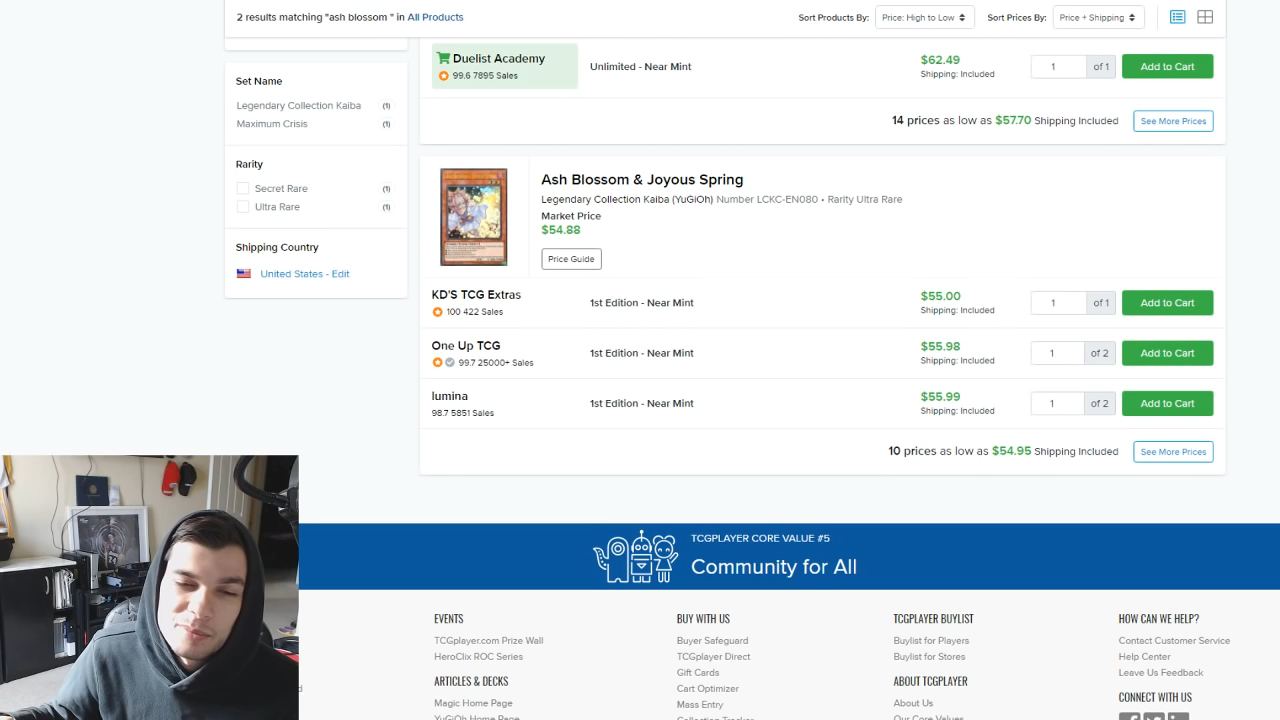 2 results matching "ash blossom " in All Products
Sort Products By: Price: High to Low
Sort Prices By: Price + Shipping
Set Name
Legendary Collection Kaiba (1)
Maximum Crisis (1)
Rarity
Secret Rare (1)
Ultra Rare (1)
Shipping Country
United States - Edit
Duelist Academy
99.6 7895 Sales
Unlimited - Near Mint
$62.49
Shipping: Included
1 of 1
Add to Cart
14 prices as low as $57.70 Shipping Included
See More Prices
Ash Blossom & Joyous Spring
Legendary Collection Kaiba (YuGiOh) Number LCKC-EN080 • Rarity Ultra Rare
Market Price
$54.88
Price Guide
KD'S TCG Extras
100 422 Sales
1st Edition - Near Mint
$55.00
Shipping: Included
1 of 1
Add to Cart
One Up TCG
99.7 25000+ Sales
1st Edition - Near Mint
$55.98
Shipping: Included
1 of 2
Add to Cart
lumina
98.7 5851 Sales
1st Edition - Near Mint
$55.99
Shipping: Included
1 of 2
Add to Cart
10 prices as low as $54.95 Shipping Included
See More Prices
TCGPLAYER CORE VALUE #5
Community for All
EVENTS
TCGplayer.com Prize Wall
HeroClix ROC Series
ARTICLES & DECKS
Magic Home Page
YuGiOh Home Page
BUY WITH US
Buyer Safeguard
TCGplayer Direct
Gift Cards
Cart Optimizer
Mass Entry
Collection Tracker
TCGPLAYER BUYLIST
Buylist for Players
Buylist for Stores
ABOUT TCGPLAYER
About Us
Our Core Values
HOW CAN WE HELP?
Contact Customer Service
Help Center
Leave Us Feedback
CONNECT WITH US